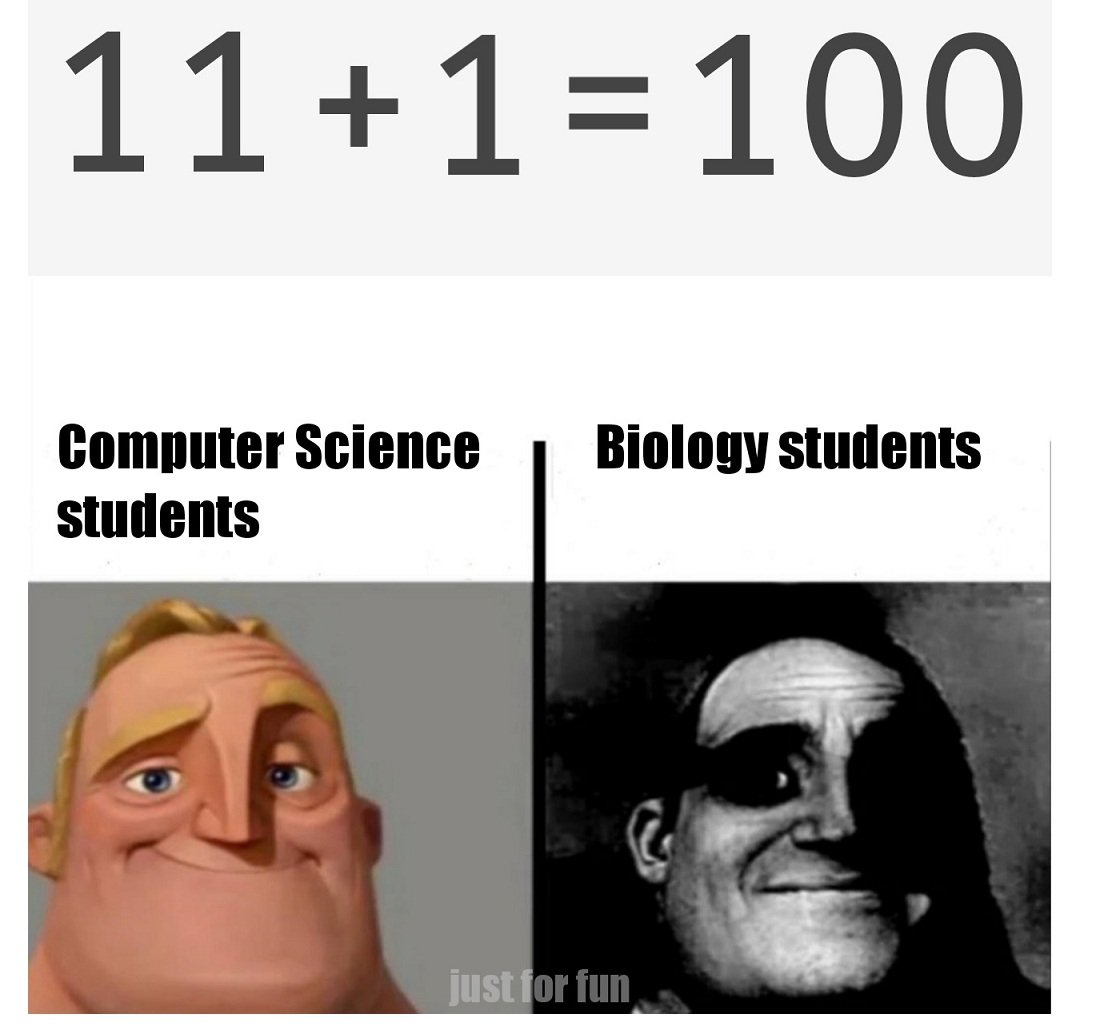 11+1=100
Computer Science
students
Biology students
just for fun